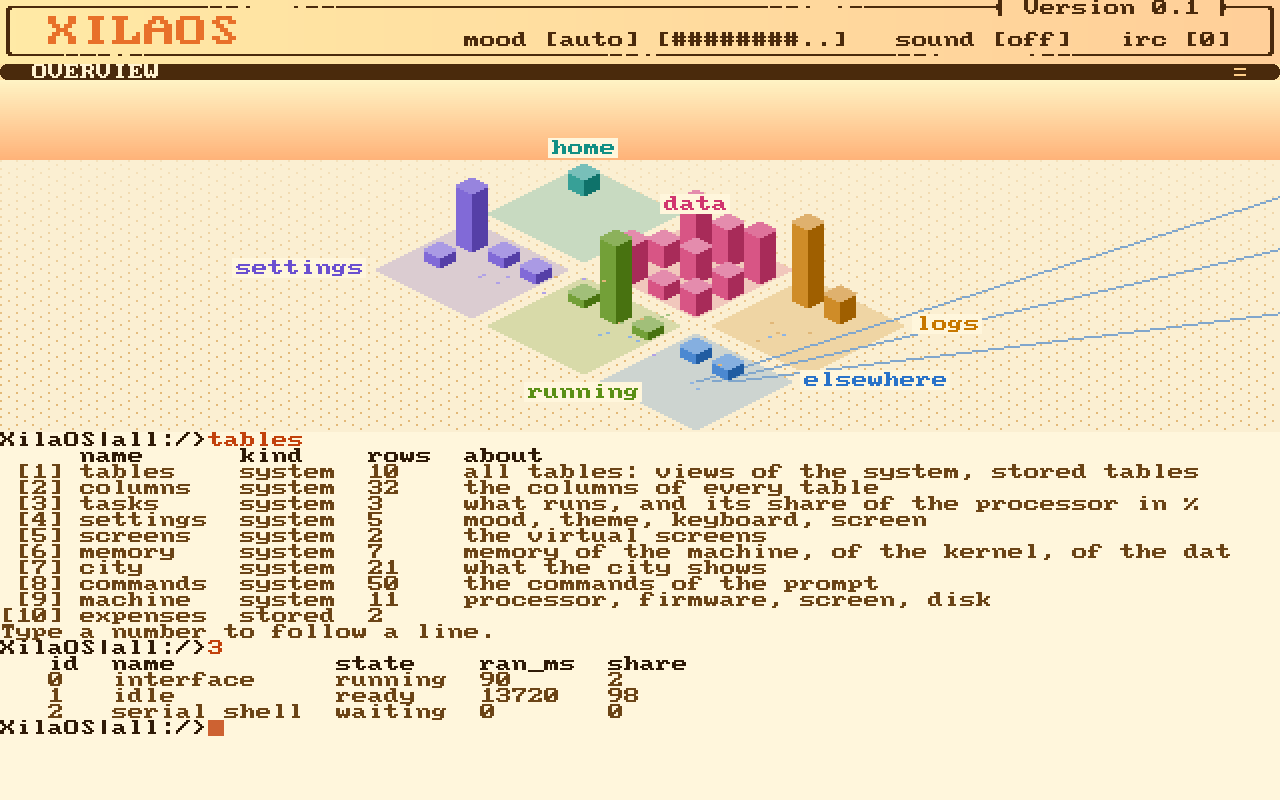 XILAOS
Version 0.1
mood [auto] [########..] sound [off] irc [0]
OVERVIEW =
home
data
settings
logs
elsewhere
running
XilaOS|all:/>tables
name kind rows about
[1] tables system 10 all tables: views of the system, stored tables
[2] columns system 32 the columns of every table
[3] tasks system 3 what runs, and its share of the processor in %
[4] settings system 5 mood, theme, keyboard, screen
[5] screens system 2 the virtual screens
[6] memory system 7 memory of the machine, of the kernel, of the dat
[7] city system 21 what the city shows
[8] commands system 50 the commands of the prompt
[9] machine system 11 processor, firmware, screen, disk
[10] expenses stored 2
Type a number to follow a line.
XilaOS|all:/>3
id name state ran_ms share
0 interface running 90 2
1 idle ready 13720 98
2 serial shell waiting 0 0
XilaOS|all:/>